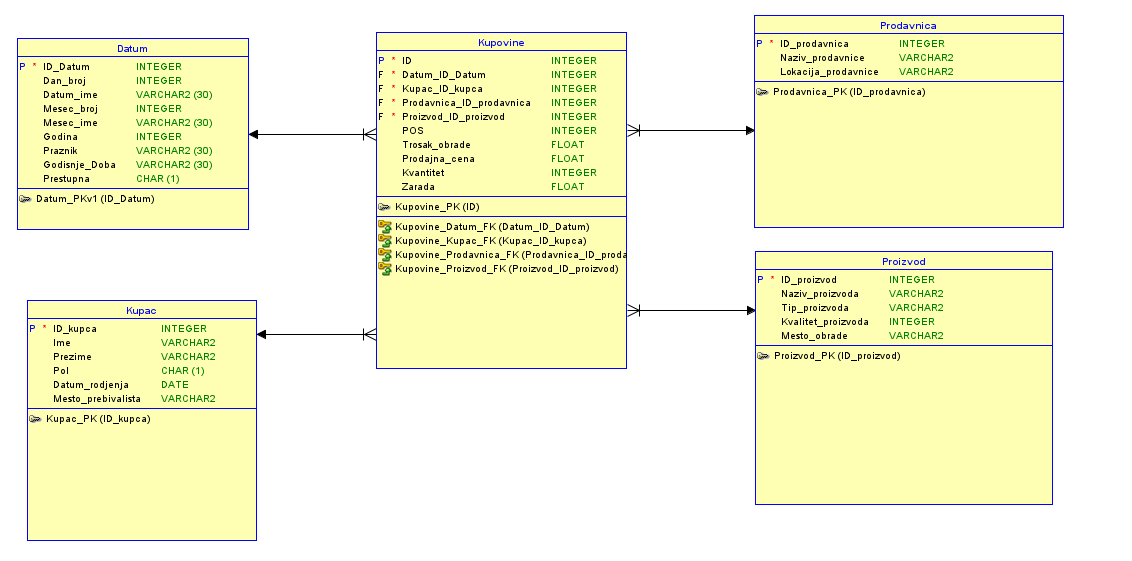 Datum
P * ID_Datum INTEGER
Dan_broj INTEGER
Datum_ime VARCHAR2 (30)
Mesec_broj INTEGER
Mesec_ime VARCHAR2 (30)
Godina INTEGER
Praznik VARCHAR2 (30)
Godisnje_Doba VARCHAR2 (30)
Prestupna CHAR (1)
Datum_PKv1 (ID_Datum)
Kupac
P * ID_kupca INTEGER
Ime VARCHAR2
Prezime VARCHAR2
Pol CHAR (1)
Datum_rodjenja DATE
Mesto_prebivalista VARCHAR2
Kupac_PK (ID_kupca)
Kupovine
P * ID INTEGER
F * Datum_ID_Datum INTEGER
F * Kupac_ID_kupca INTEGER
F * Prodavnica_ID_prodavnica INTEGER
F * Proizvod_ID_proizvod INTEGER
POS INTEGER
Trosak_obrade FLOAT
Prodajna_cena FLOAT
Kvantitet INTEGER
Zarada FLOAT
Kupovine_PK (ID)
Kupovine_Datum_FK (Datum_ID_Datum)
Kupovine_Kupac_FK (Kupac_ID_kupca)
Kupovine_Prodavnica_FK (Prodavnica_ID_proda
Kupovine_Proizvod_FK (Proizvod_ID_proizvod)
Prodavnica
P * ID_prodavnica INTEGER
Naziv_prodavnice VARCHAR2
Lokacija_prodavnice VARCHAR2
Prodavnica_PK (ID_prodavnica)
Proizvod
P * ID_proizvod INTEGER
Naziv_proizvoda VARCHAR2
Tip_proizvoda VARCHAR2
Kvalitet_proizvoda INTEGER
Mesto_obrade VARCHAR2
Proizvod_PK (ID_proizvod)